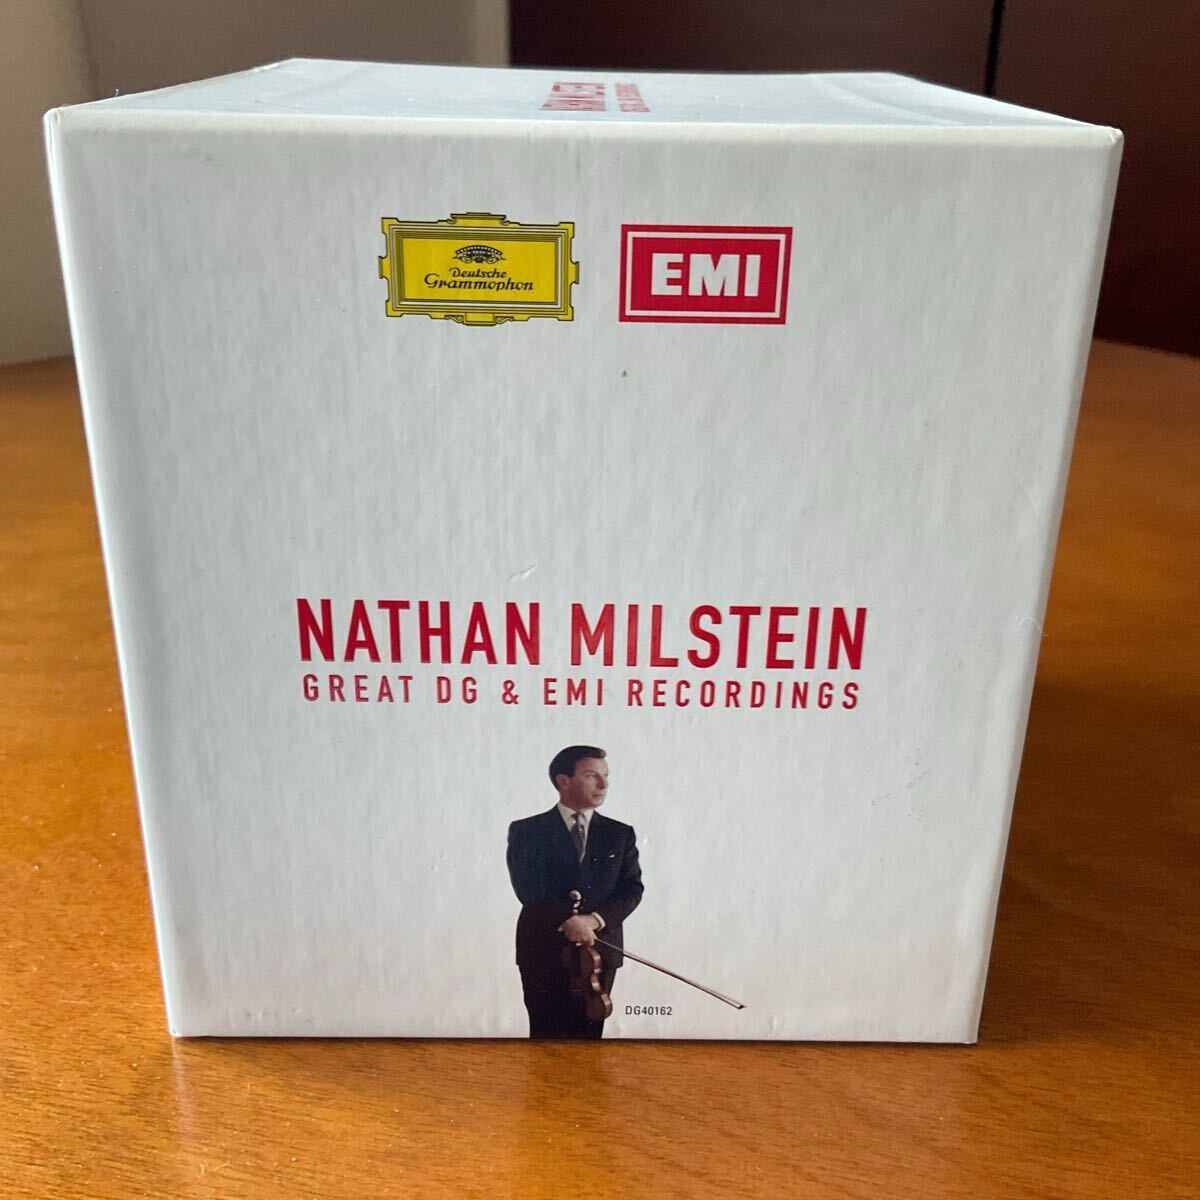 Deutsche
Grammophon
EMI
NATHAN MILSTEIN
GREAT DG & EMI RECORDINGS
DG40162